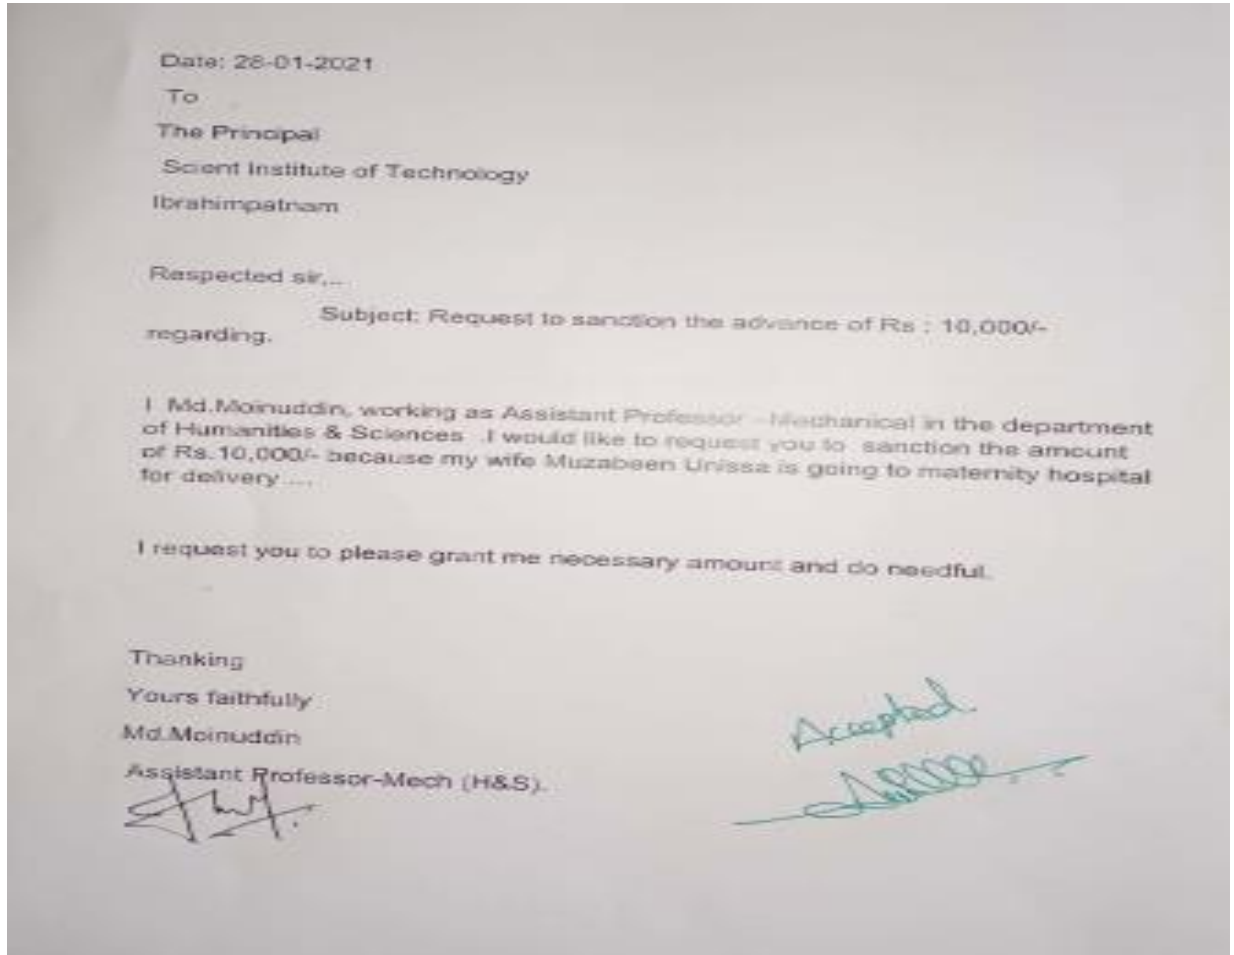 Date: 28-01-2021
To
The Principal
Scient Institute of Technology
Ibrahimpatnam
Respected sir,...
Subject: Request to sanction the advance of Rs : 10,000/-
regarding.
I Md.Moinuddin, working as Assistant Professor -Mechanical in the department
of Humanities & Sciences .I would like to request you to sanction the amount
of Rs.10,000/- because my wife Muzabeen Unissa is going to maternity hospital
for delivery....
I request you to please grant me necessary amount and do needful.
Thanking
Yours faithfully
Md.Moinuddin
Assistant Professor-Mech (H&S).
Accepted